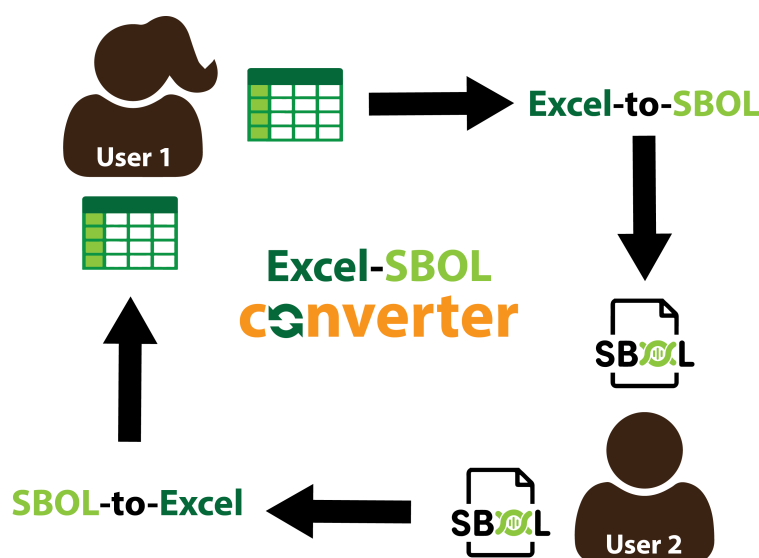 User 1
Excel-to-SBOL
Excel-SBOL
converter
SBOL
SBOL-to-Excel
SBOL
User 2